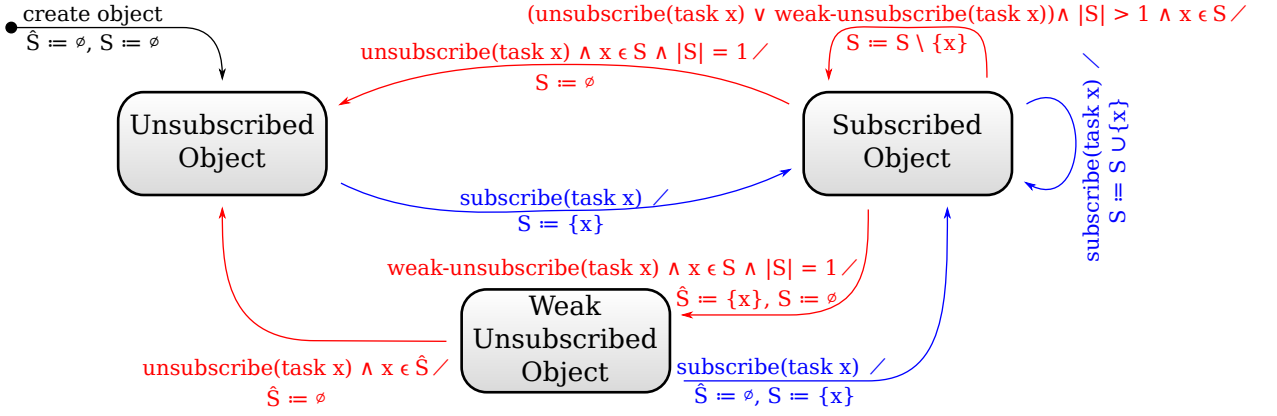 create object
Ŝ ≔ ∅, S ≔ ∅
(unsubscribe(task x) ∨ weak-unsubscribe(task x))∧ |S| > 1 ∧ x ϵ S ∕
S ≔ S \ {x}
unsubscribe(task x) ∧ x ϵ S ∧ |S| = 1 ∕
S ≔ ∅
Unsubscribed
Object
Subscribed
Object
subscribe(task x) ∕
S ≔ S ∪{x}
subscribe(task x) ∕
S ≔ {x}
weak-unsubscribe(task x) ∧ x ϵ S ∧ |S| = 1 ∕
Ŝ ≔ {x}, S ≔ ∅
Weak
Unsubscribed
Object
unsubscribe(task x) ∧ x ϵ Ŝ ∕
Ŝ ≔ ∅
subscribe(task x) ∕
Ŝ ≔ ∅, S ≔ {x}